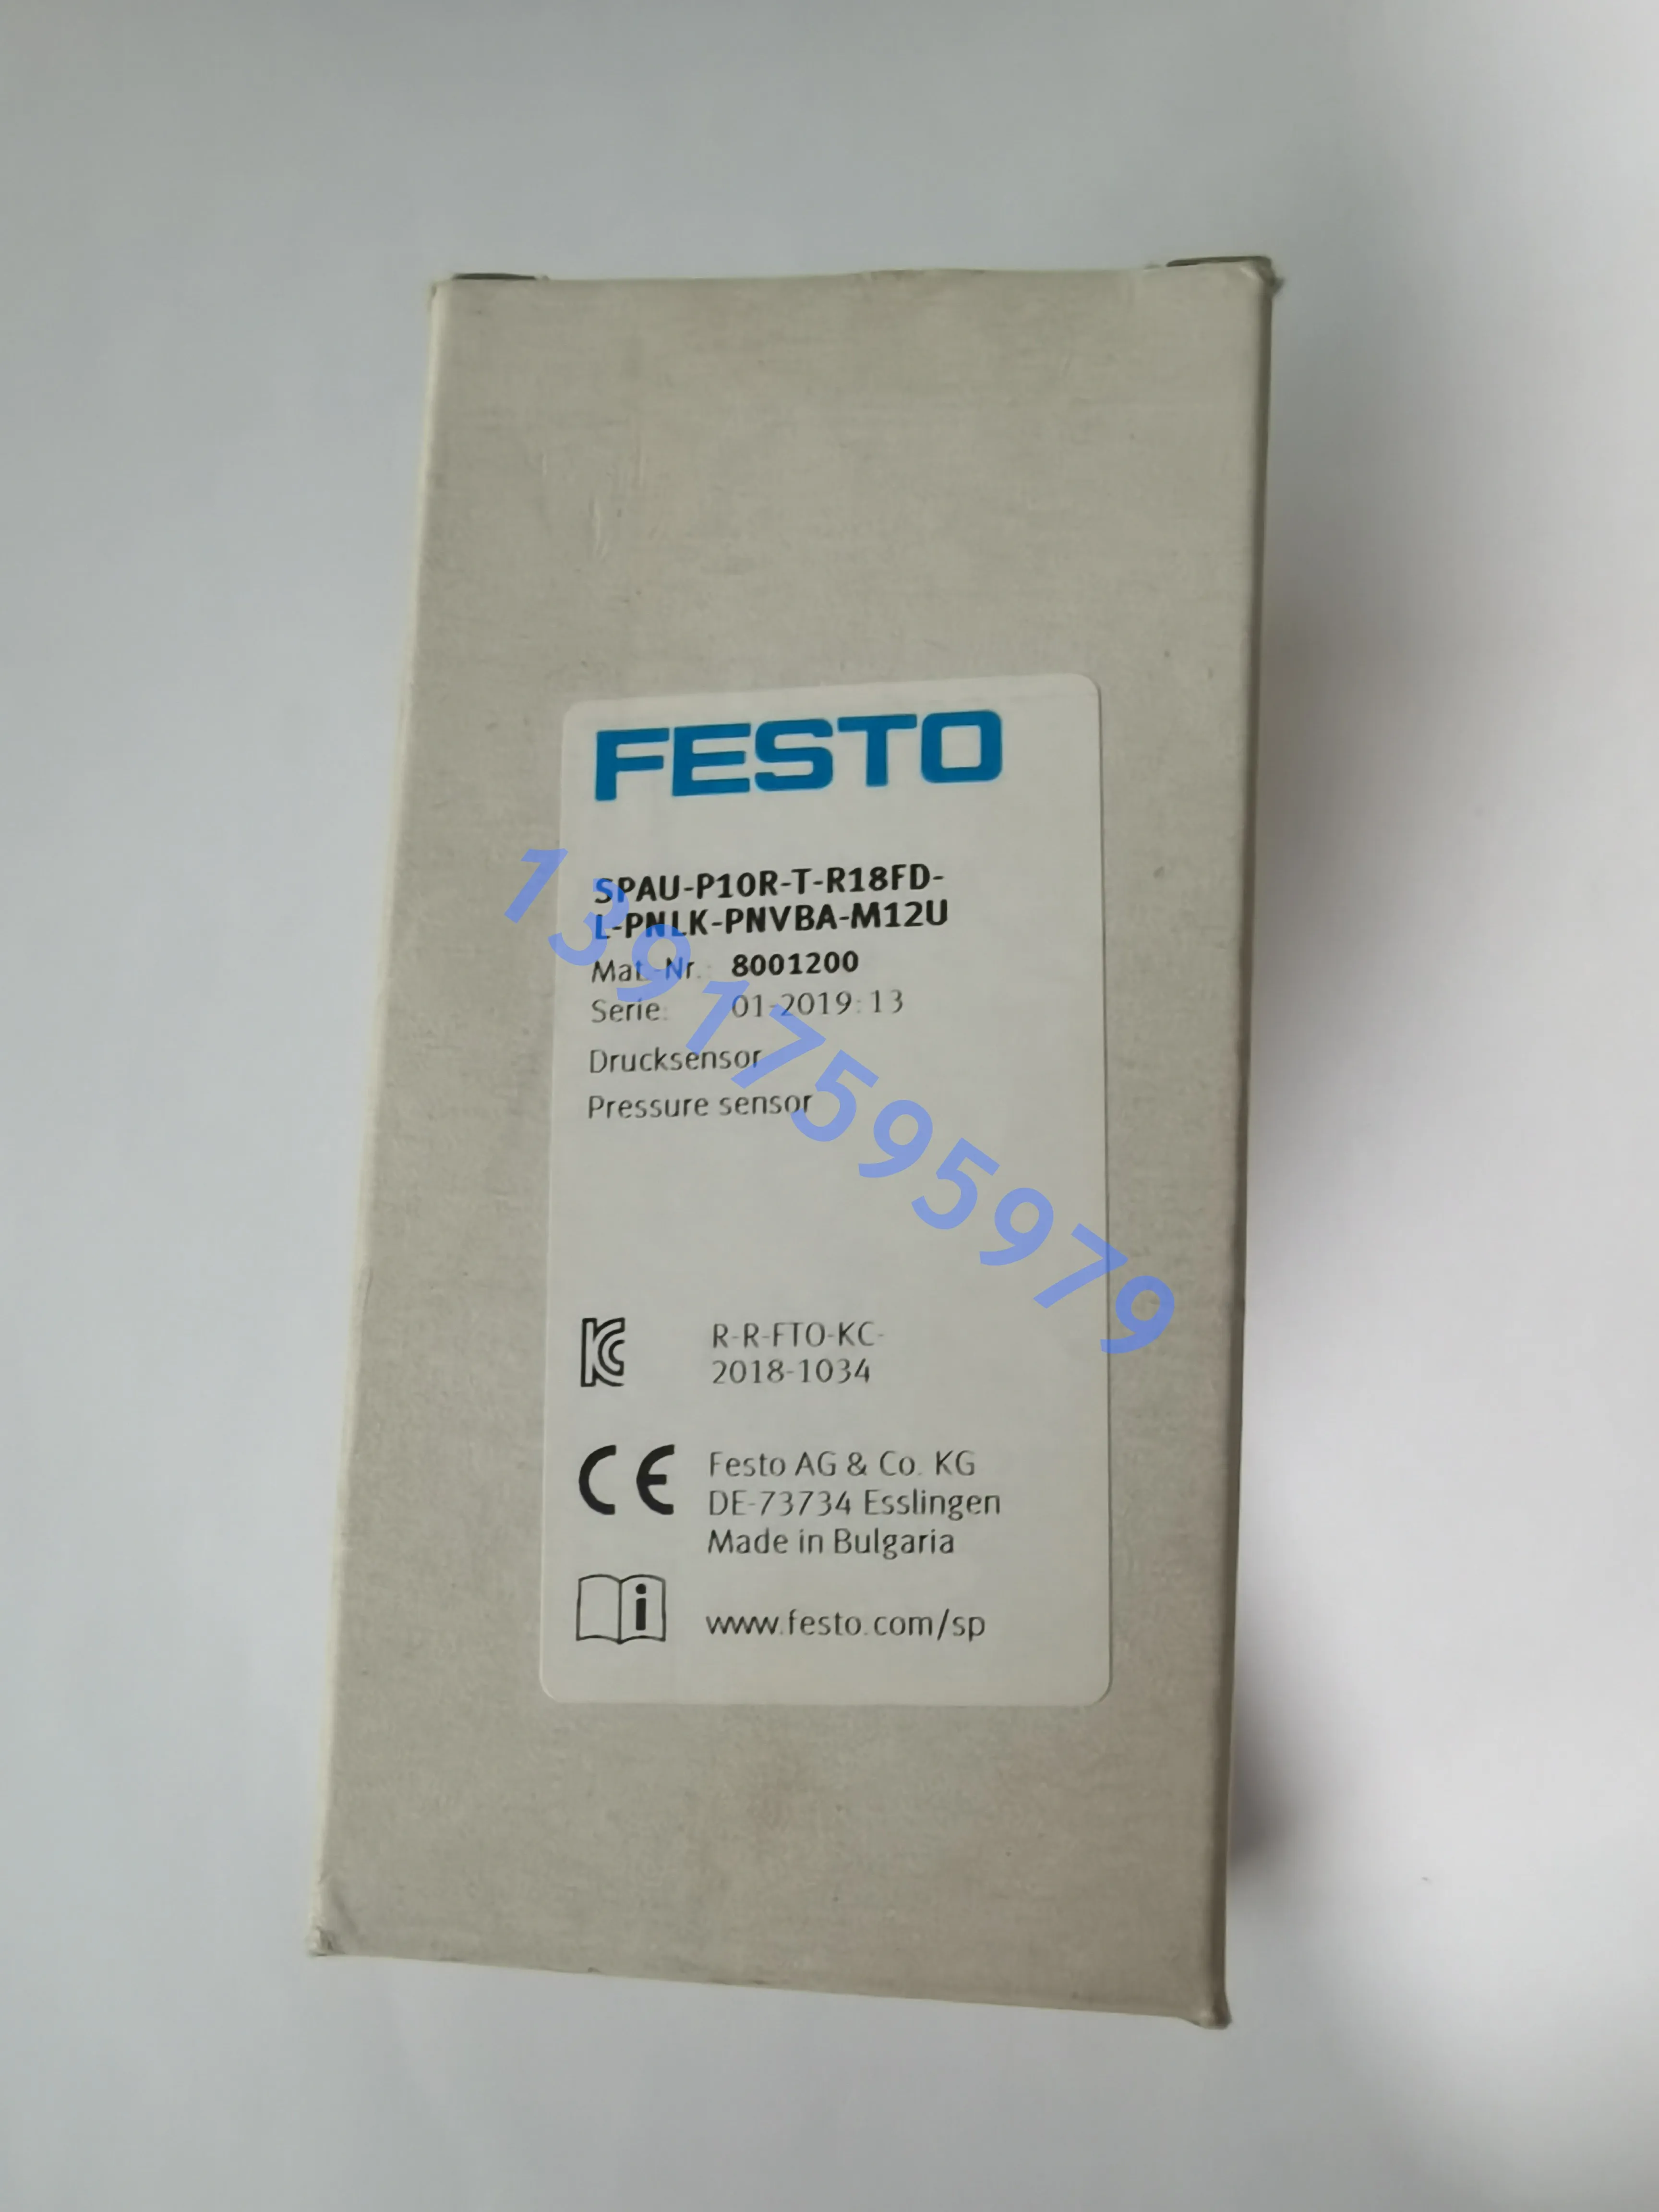 FESTO
SPAU-P10R-T-R18FD-
L-PNLK-PNVBA-M12U
Mat.-Nr.: 8001200
Serie: 01-2019:13
Drucksensor
Pressure sensor
13917595979
R-R-FTO-KC-
2018-1034
CE Festo AG & Co. KG
DE-73734 Esslingen
Made in Bulgaria
i www.festo.com/sp